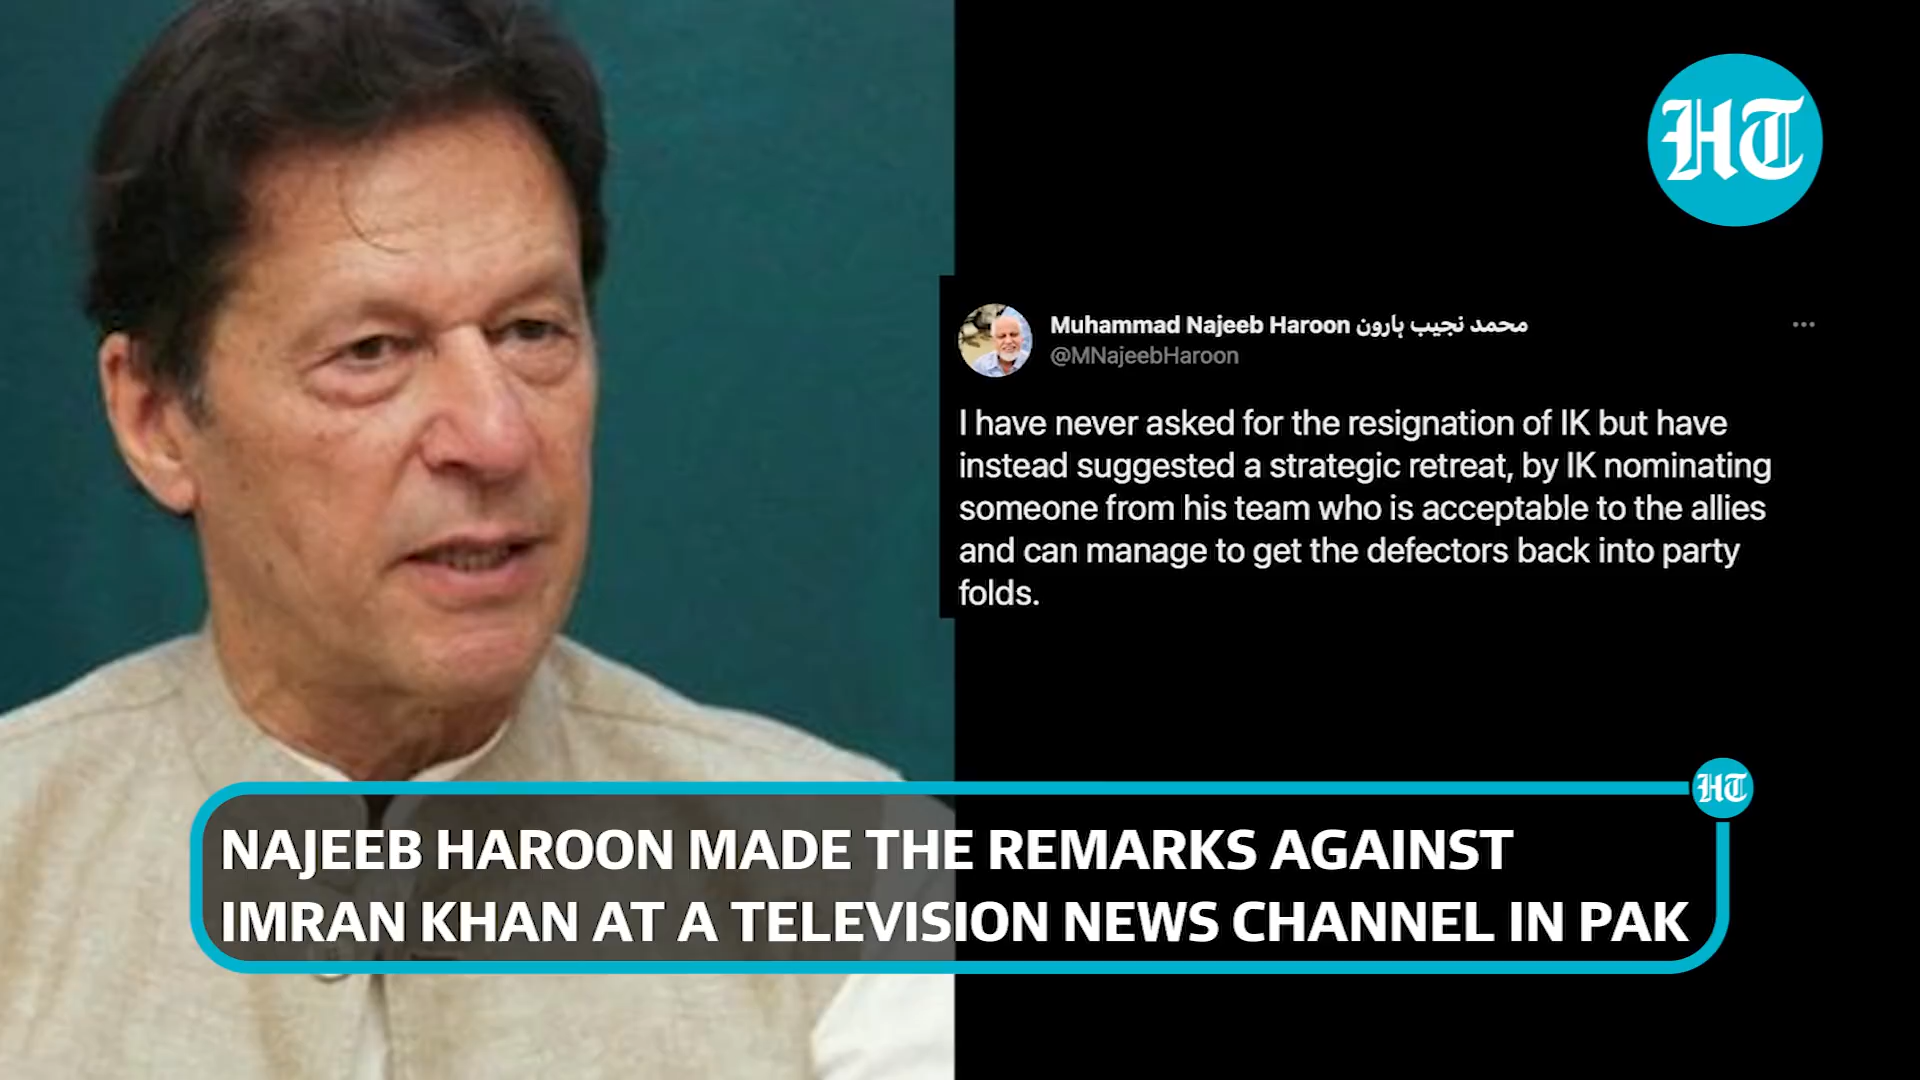 HT
Muhammad Najeeb Haroon محمد نجیب ہارون
@MNajeebHaroon
I have never asked for the resignation of IK but have
instead suggested a strategic retreat, by IK nominating
someone from his team who is acceptable to the allies
and can manage to get the defectors back into party
folds.
HT
NAJEEB HAROON MADE THE REMARKS AGAINST
IMRAN KHAN AT A TELEVISION NEWS CHANNEL IN PAK